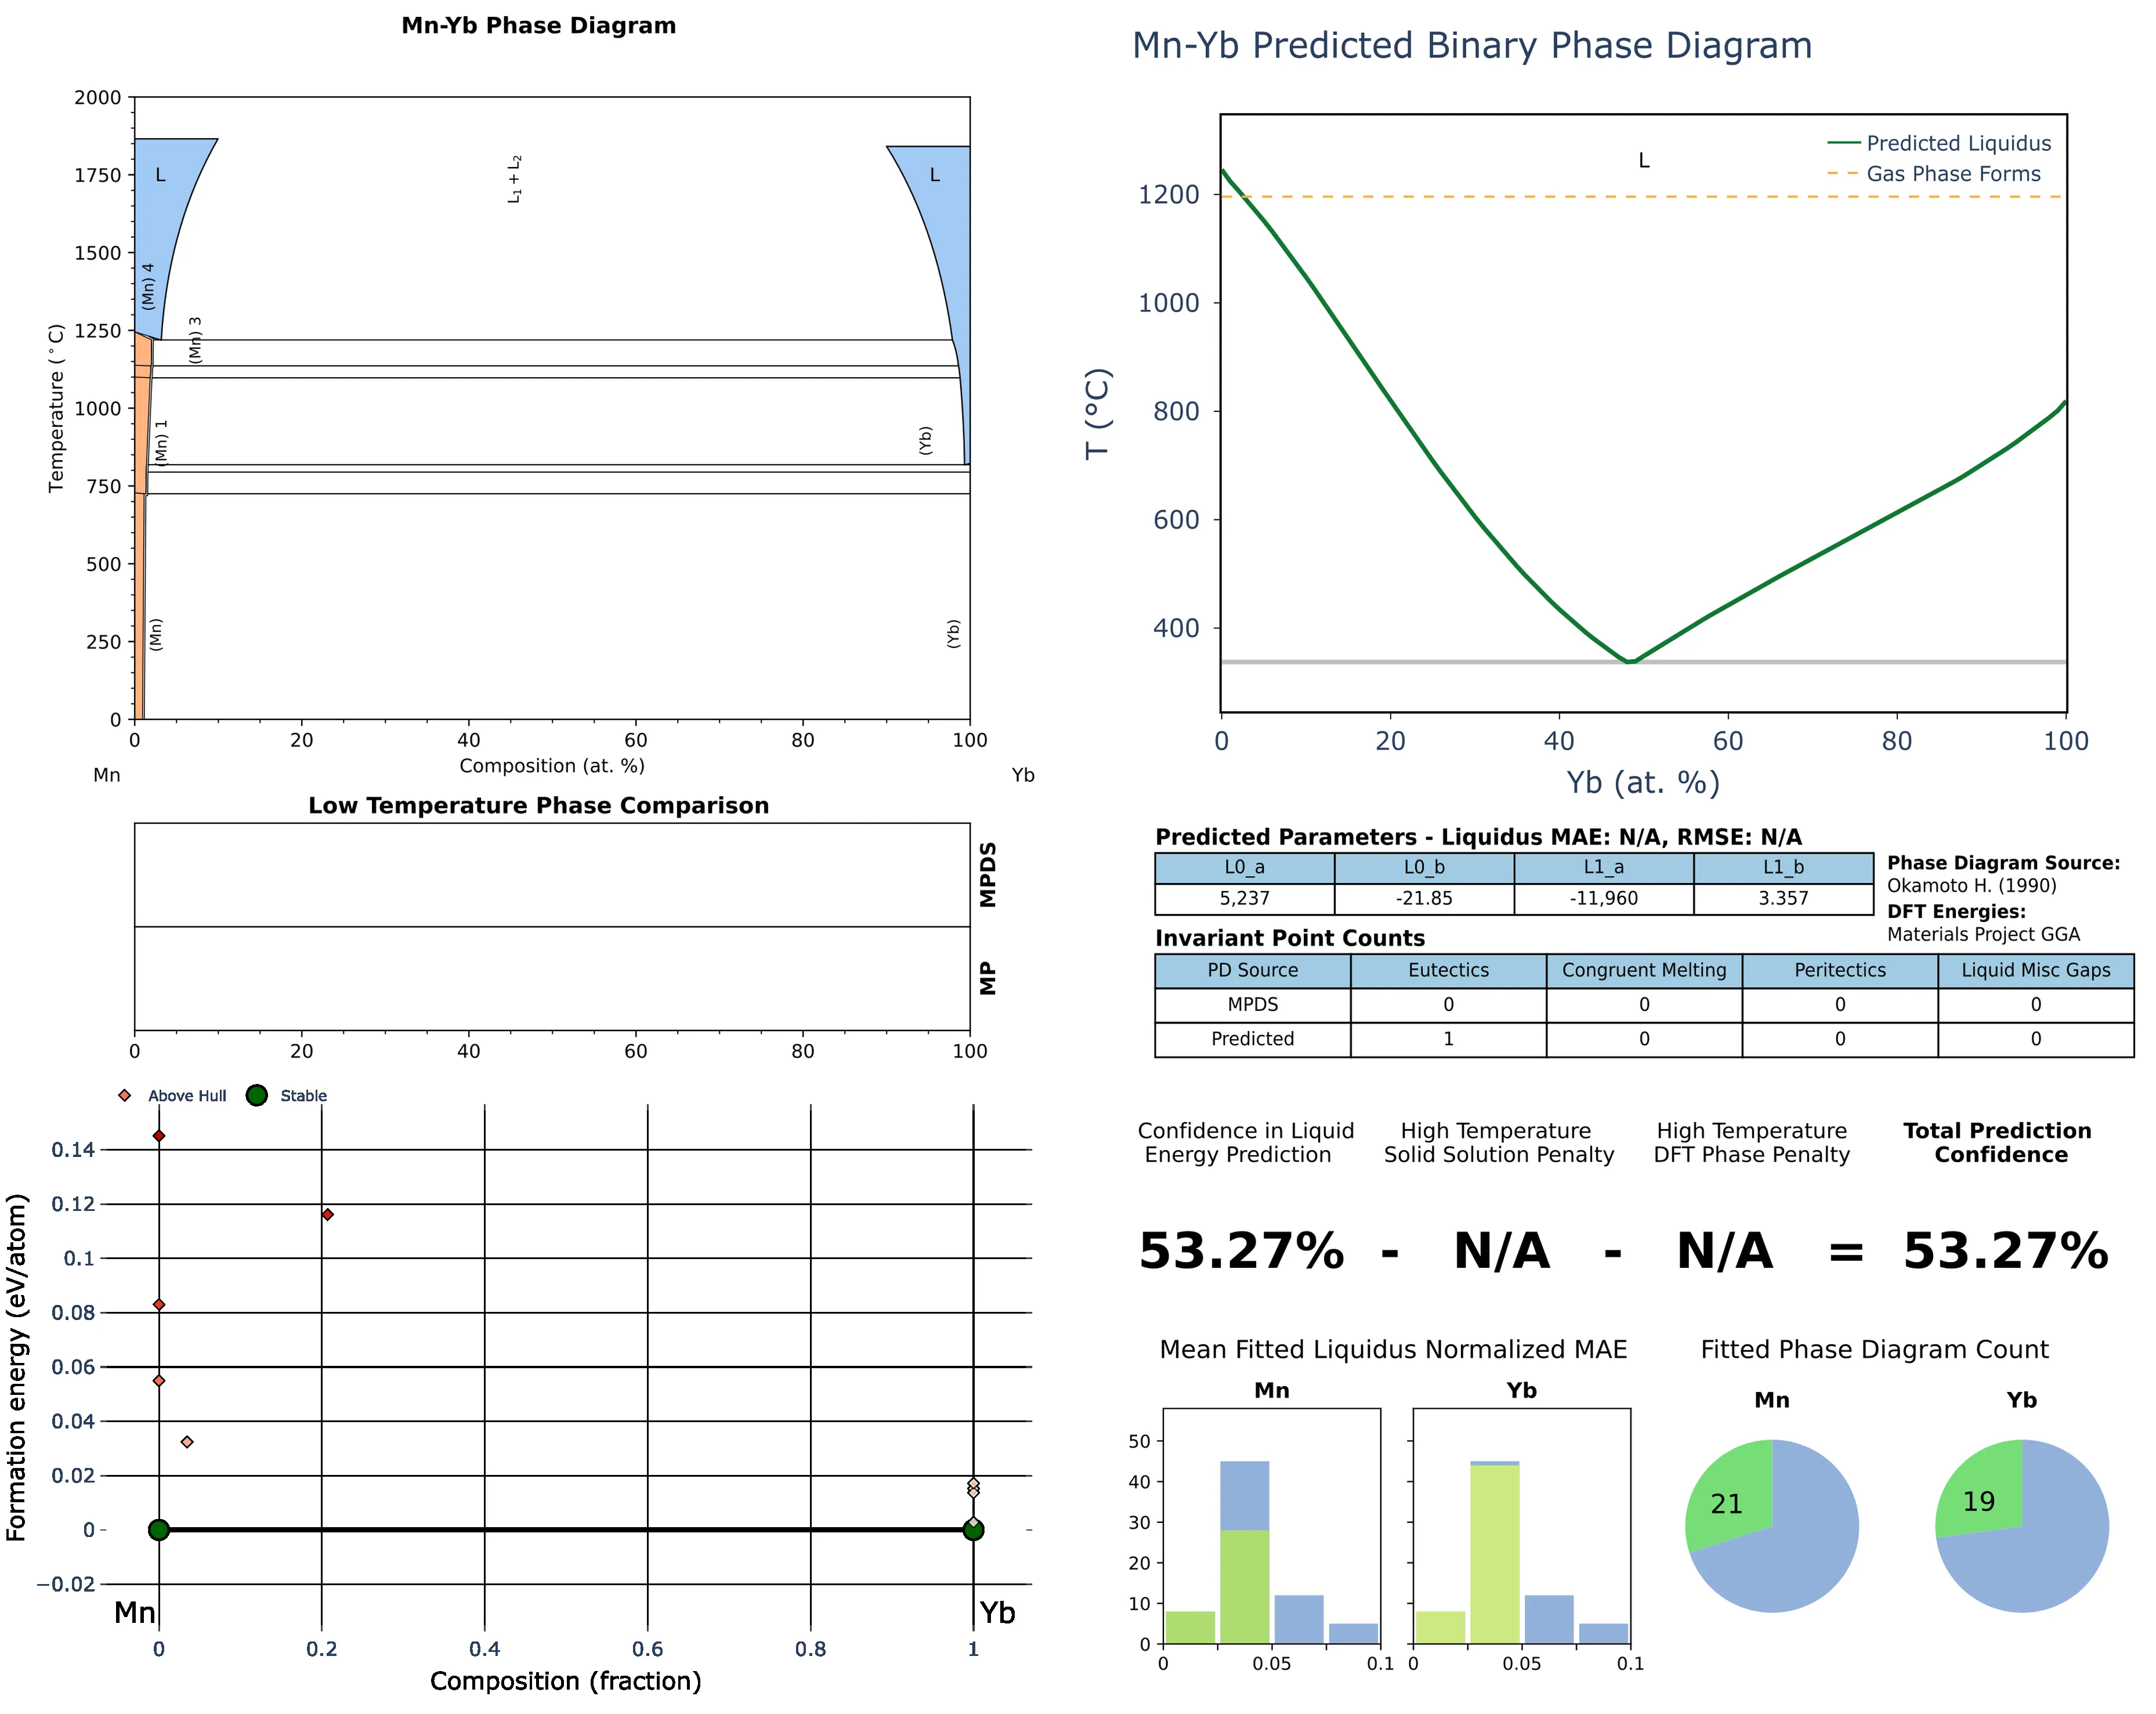 Mn-Yb Phase Diagram
2000
1750
1500
1250
1000
750
500
250
0
Temperature (°C)
L
L₁ + L₂
L
(Mn) 4
(Mn) 3
(Mn) 1
(Yb)
(Mn)
(Yb)
0 20 40 60 80 100
Composition (at. %)
Mn Yb
Low Temperature Phase Comparison
MPDS
MP
0 20 40 60 80 100
Above Hull Stable
0.14
0.12
0.1
0.08
0.06
0.04
0.02
0
−0.02
Formation energy (eV/atom)
Mn Yb
0 0.2 0.4 0.6 0.8 1
Composition (fraction)
Mn-Yb Predicted Binary Phase Diagram
L
Predicted Liquidus
Gas Phase Forms
1200
1000
800
600
400
T (°C)
0 20 40 60 80 100
Yb (at. %)
Predicted Parameters - Liquidus MAE: N/A, RMSE: N/A
L0_a L0_b L1_a L1_b
5,237 -21.85 -11,960 3.357
Phase Diagram Source:
Okamoto H. (1990)
DFT Energies:
Materials Project GGA
Invariant Point Counts
PD Source Eutectics Congruent Melting Peritectics Liquid Misc Gaps
MPDS 0 0 0 0
Predicted 1 0 0 0
Confidence in Liquid
Energy Prediction
High Temperature
Solid Solution Penalty
High Temperature
DFT Phase Penalty
Total Prediction
Confidence
53.27% - N/A - N/A = 53.27%
Mean Fitted Liquidus Normalized MAE
Mn Yb
50
40
30
20
10
0
0 0.05 0.1 0 0.05 0.1
Fitted Phase Diagram Count
Mn Yb
21 19